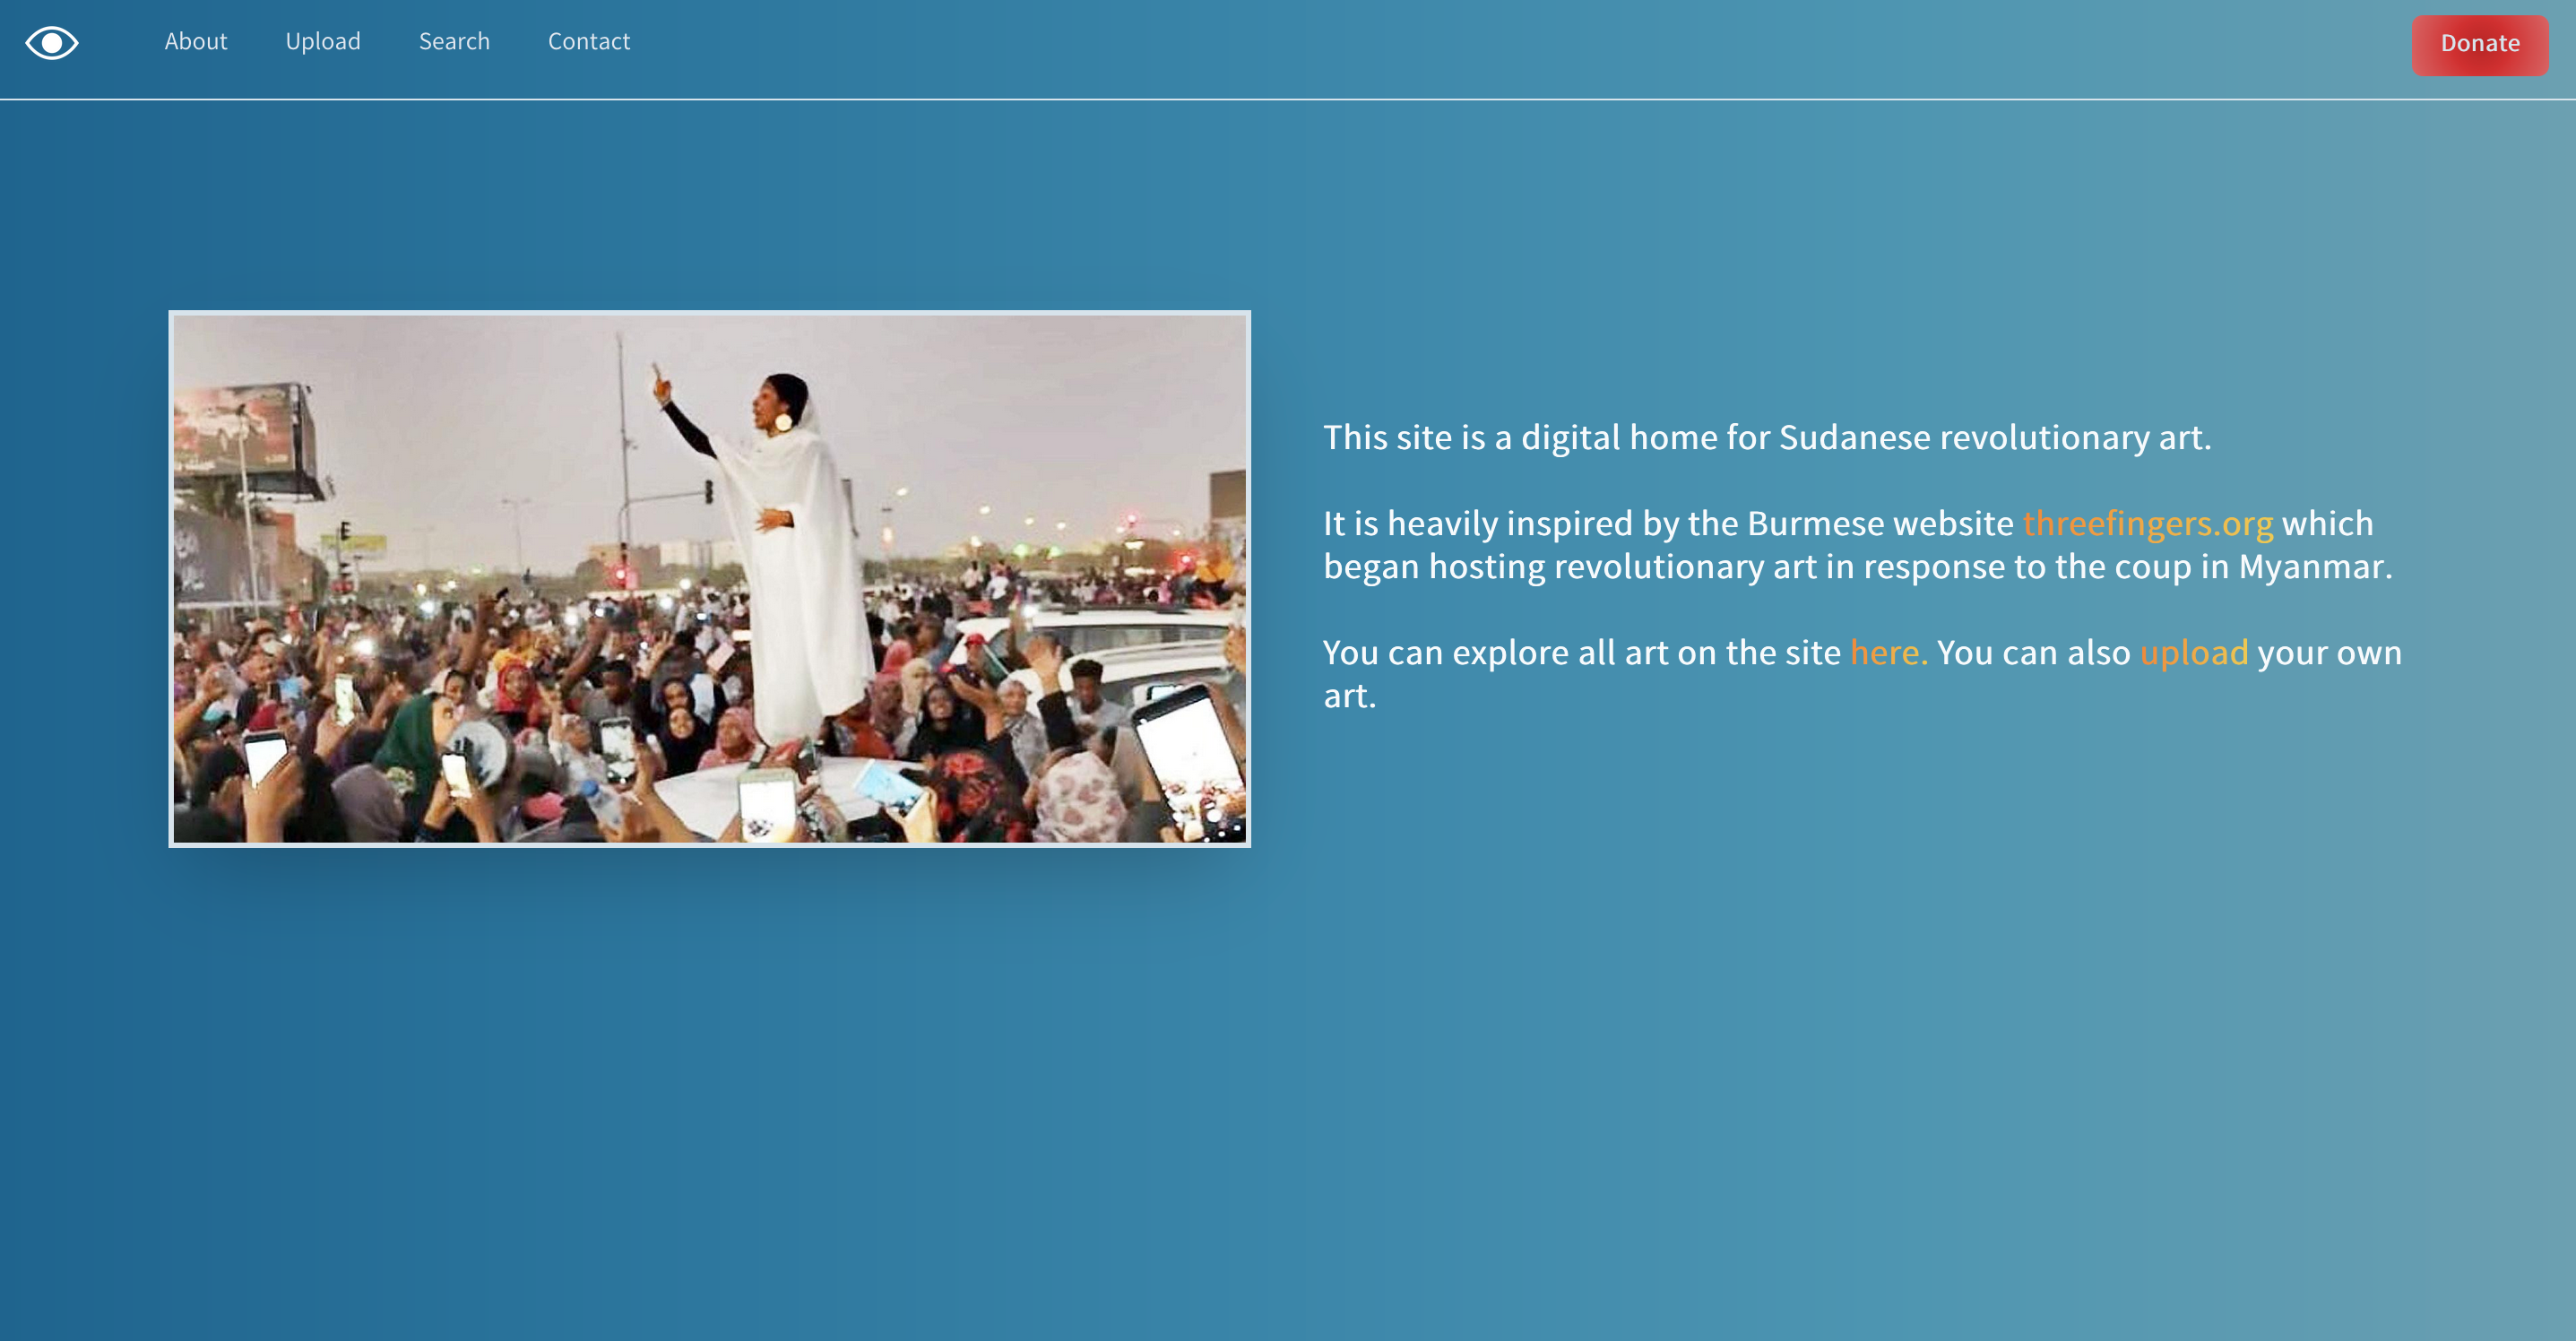 About Upload Search Contact Donate
This site is a digital home for Sudanese revolutionary art.
It is heavily inspired by the Burmese website threefingers.org which
began hosting revolutionary art in response to the coup in Myanmar.
You can explore all art on the site here. You can also upload your own
art.